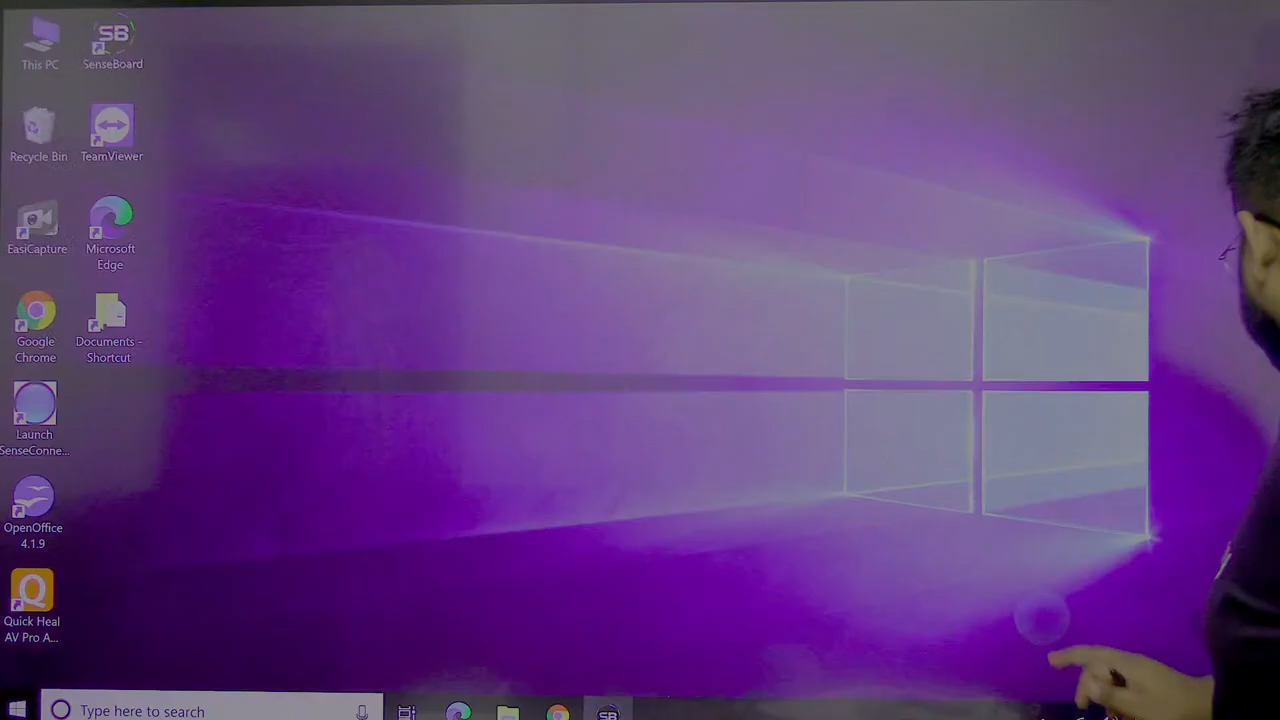 This PC
SB
SenseBoard
Recycle Bin
TeamViewer
EasiCapture
Microsoft
Edge
Google
Chrome
Documents -
Shortcut
Launch
SenseConne...
OpenOffice
4.1.9
Q
Quick Heal
AV Pro A...
Type here to search
SB